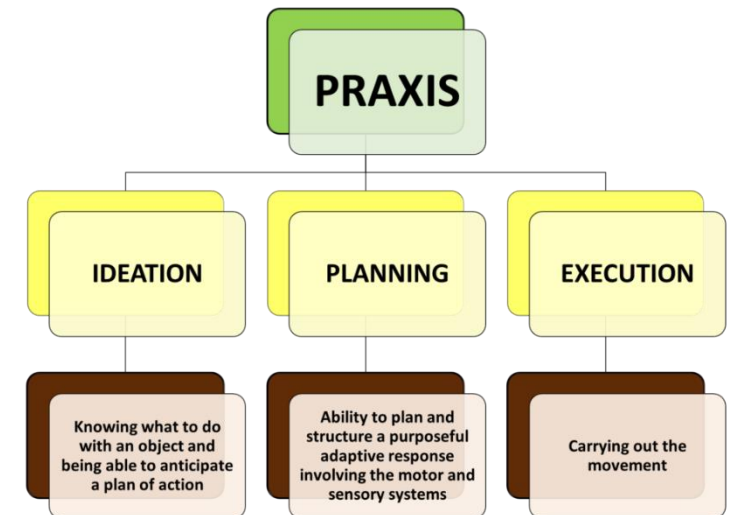 PRAXIS
IDEATION
PLANNING
EXECUTION
Knowing what to do
with an object and
being able to anticipate
a plan of action
Ability to plan and
structure a purposeful
adaptive response
involving the motor and
sensory systems
Carrying out the
movement